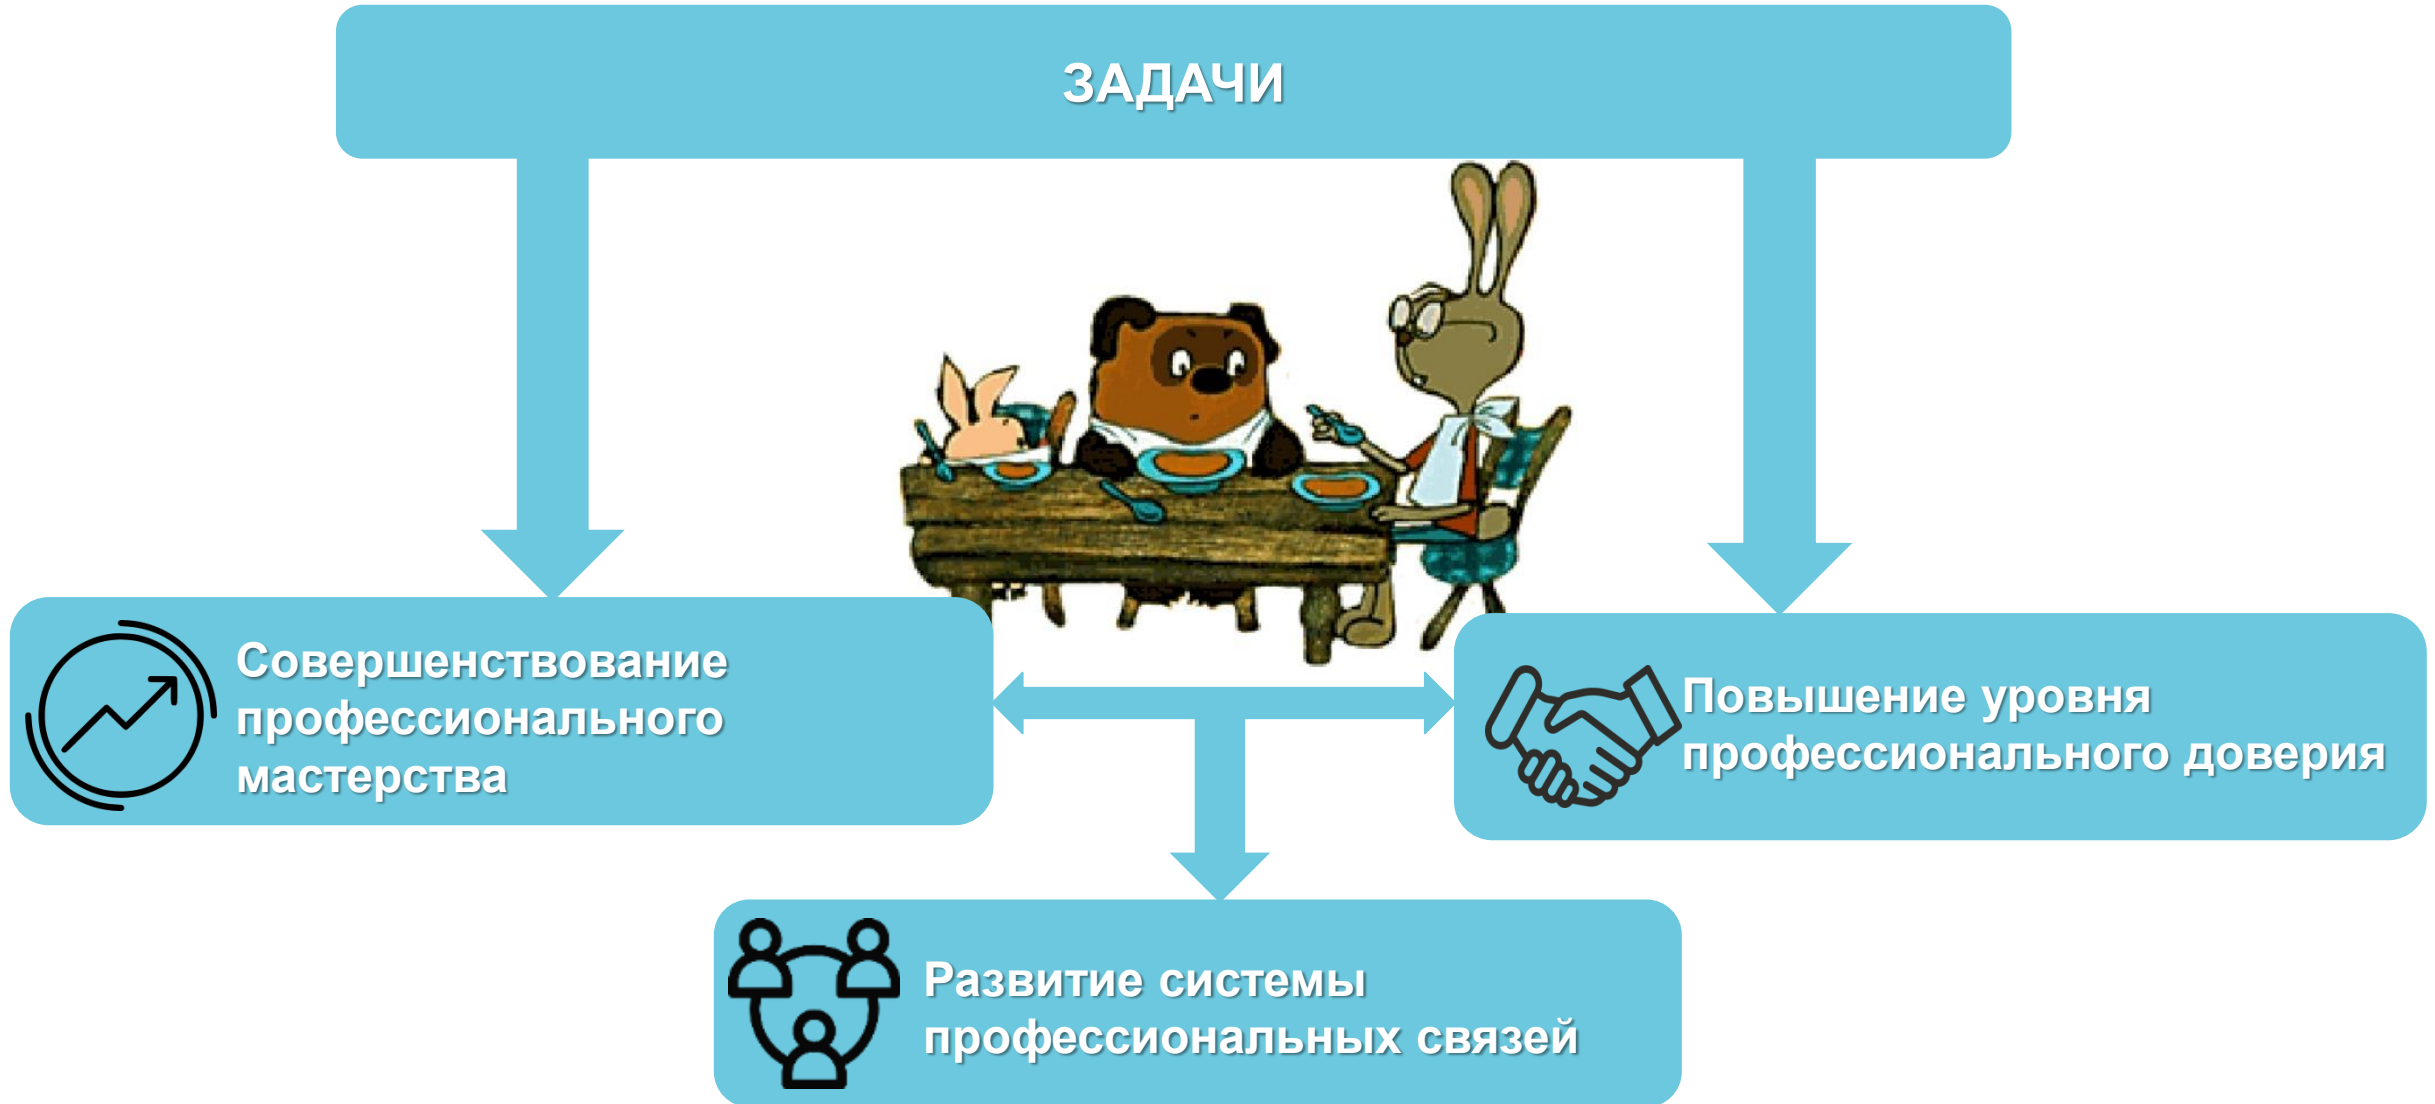 ЗАДАЧИ
Совершенствование
профессионального
мастерства
Повышение уровня
профессионального доверия
Развитие системы
профессиональных связей